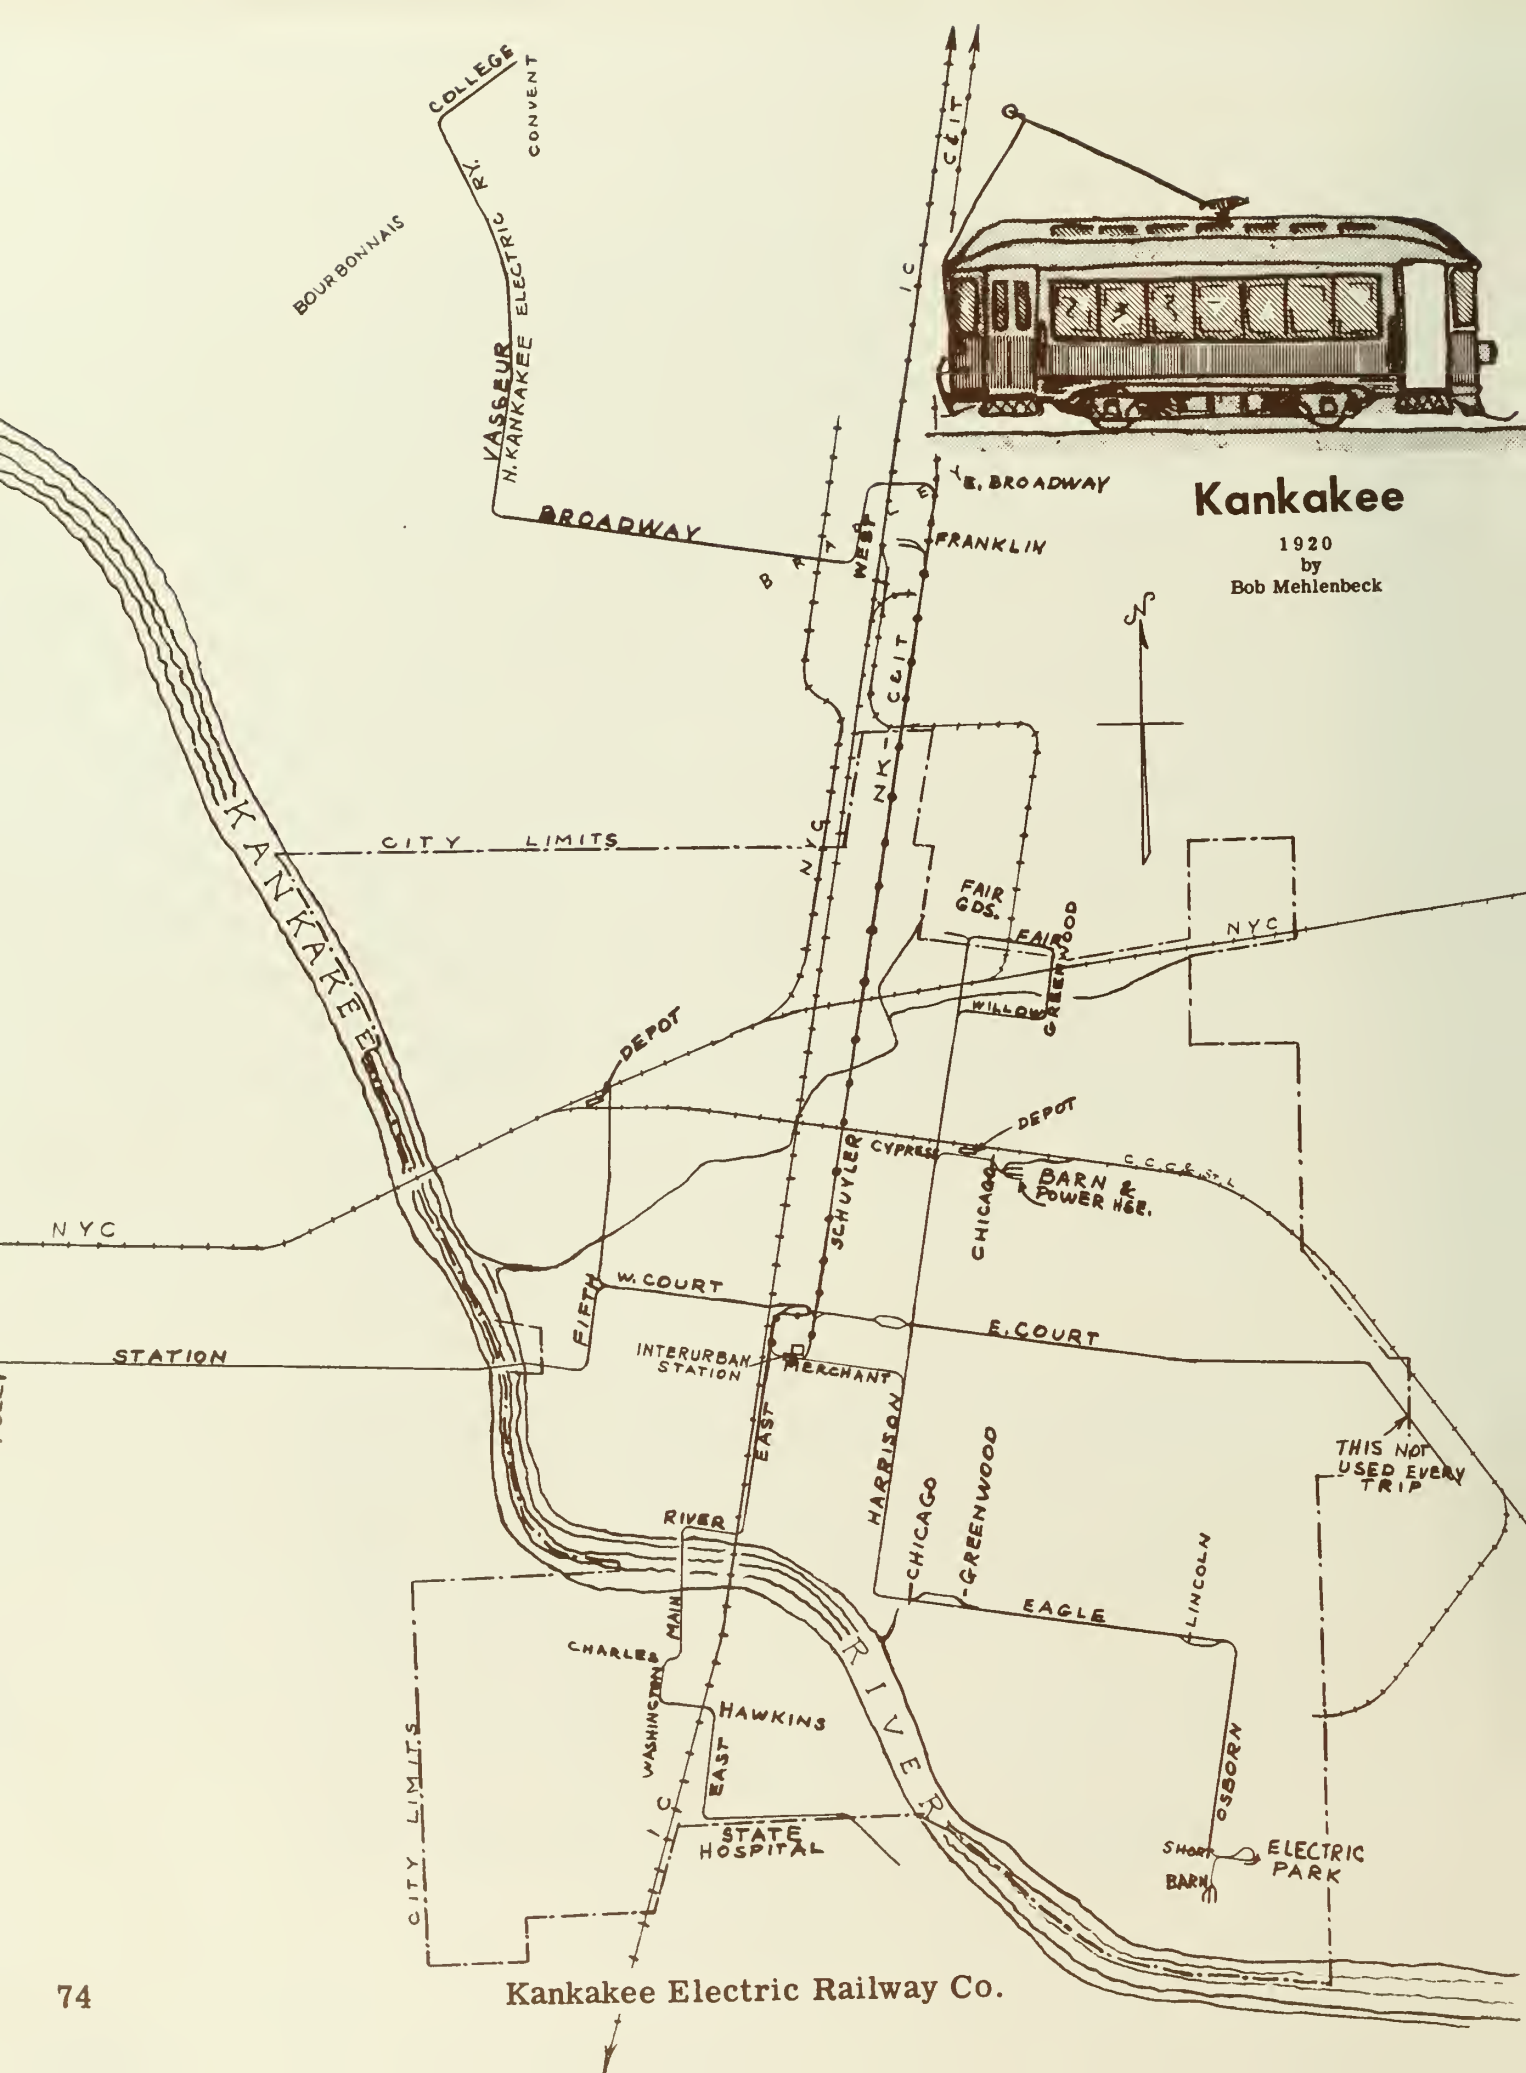 COLLEGE
CONVENT
RY.
BOURBONNAIS
VASSEUR
N. KANKAKEE ELECTRIC
C & IT
IC
BROADWAY
WEST
E. BROADWAY
FRANKLIN
Kankakee
1920
by
Bob Mehlenbeck
N
C & IT
NK-
CITY LIMITS
NYC
KANKAKEE
FAIR
GDS.
FAIR
GREENWOOD
WILLOW
NYC
DEPOT
DEPOT
CYPRESS
CHICAGO
BARN &
POWER HSE.
C C C & St. L
SCHUYLER
NYC
W. COURT
FIFTH
E. COURT
STATION
INTERURBAN
STATION
MERCHANT
EAST
HARRISON
THIS NOT
USED EVERY
TRIP
RIVER
CHICAGO
GREENWOOD
LINCOLN
MAIN
EAGLE
CHARLES
WASHINGTON
HAWKINS
EAST
RIVER
OSBORN
IC
CITY LIMITS
STATE
HOSPITAL
SHORT
BARN
ELECTRIC
PARK
74
Kankakee Electric Railway Co.